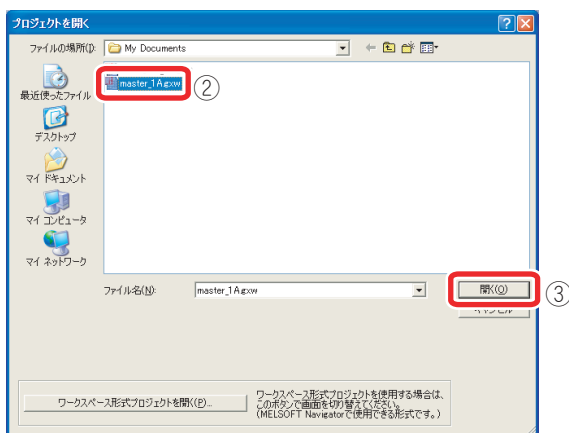 プロジェクトを開く
ファイルの場所(I):
My Documents
master_1A.gxw
②
最近使ったファイル
デスクトップ
マイ ドキュメント
マイ コンピュータ
マイ ネットワーク
ファイル名(N):
master_1A.gxw
開く(O)
③
キャンセル
ワークスペース形式プロジェクトを開く(P)...
ワークスペース形式プロジェクトを使用する場合は、
このボタンで画面を切り替えてください。
(MELSOFT Navigatorで使用できる形式です。)